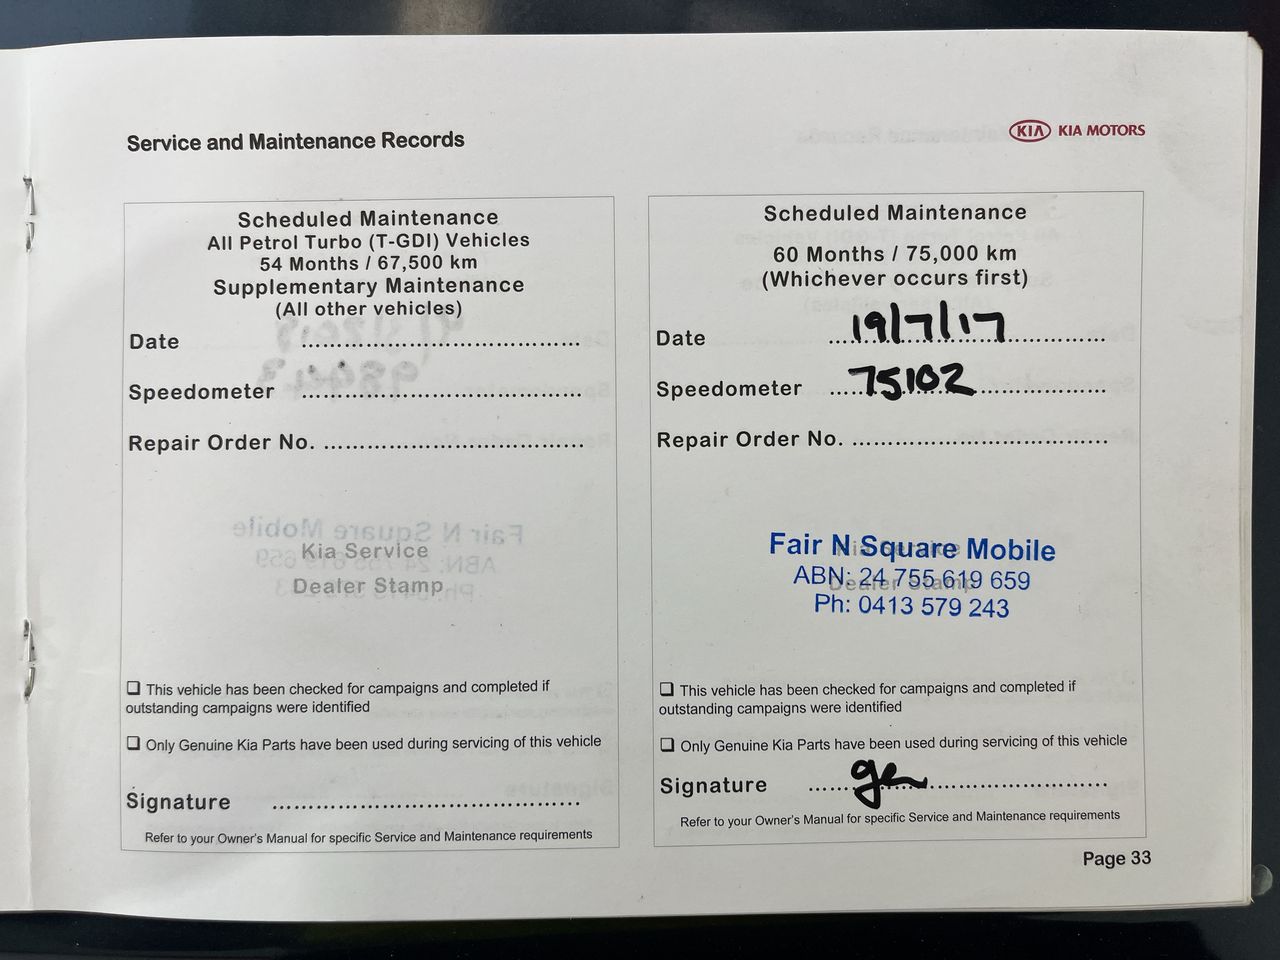 Service and Maintenance Records
KIA KIA MOTORS
Scheduled Maintenance
All Petrol Turbo (T-GDI) Vehicles
54 Months / 67,500 km
Supplementary Maintenance
(All other vehicles)
Date ........................................
Speedometer ........................................
Repair Order No. .....................................
Kia Service
Dealer Stamp
❑ This vehicle has been checked for campaigns and completed if
outstanding campaigns were identified
❑ Only Genuine Kia Parts have been used during servicing of this vehicle
Signature ............................................
Refer to your Owner's Manual for specific Service and Maintenance requirements
Scheduled Maintenance
60 Months / 75,000 km
(Whichever occurs first)
Date 19/7/17
Speedometer 75102
Repair Order No. .....................................
Fair N Square Mobile
Kia Service
ABN: 24 755 619 659
Dealer Stamp
Ph: 0413 579 243
❑ This vehicle has been checked for campaigns and completed if
outstanding campaigns were identified
❑ Only Genuine Kia Parts have been used during servicing of this vehicle
Signature
Refer to your Owner's Manual for specific Service and Maintenance requirements
Page 33